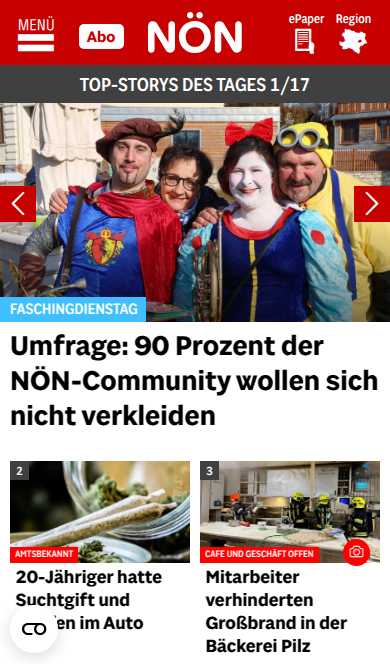 MENÜ
Abo
NÖN
ePaper
Region
TOP-STORYS DES TAGES 1/17
FASCHINGDIENSTAG
Umfrage: 90 Prozent der
NÖN-Community wollen sich
nicht verkleiden
2
AMTSBEKANNT
20-Jähriger hatte
Suchtgift und
im Auto
3
CAFE UND GESCHÄFT OFFEN
Mitarbeiter
verhinderten
Großbrand in der
Bäckerei Pilz